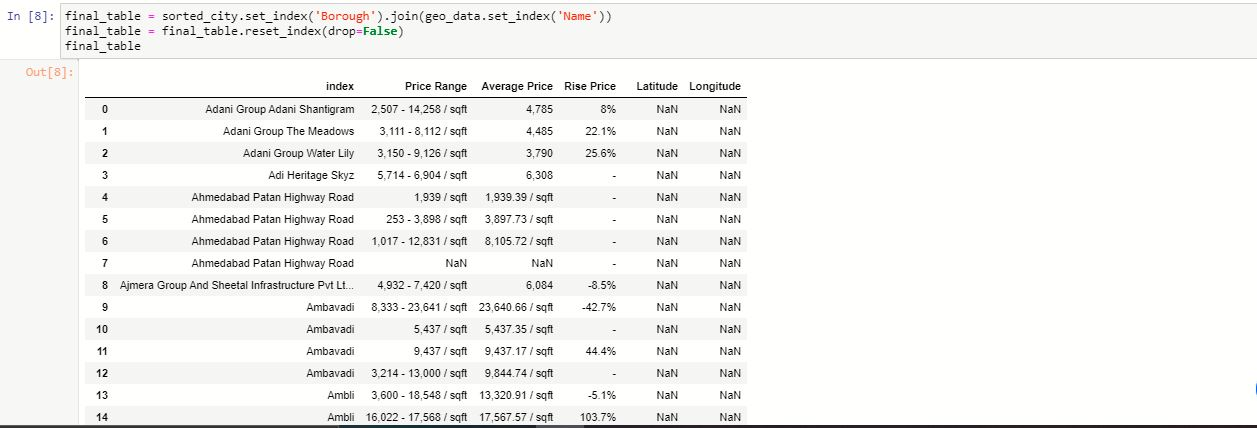 In [8]: final_table = sorted_city.set_index('Borough').join(geo_data.set_index('Name'))
final_table = final_table.reset_index(drop=False)
final_table
Out[8]:
index Price Range Average Price Rise Price Latitude Longitude
0 Adani Group Adani Shantigram 2,507 - 14,258 / sqft 4,785 8% NaN NaN
1 Adani Group The Meadows 3,111 - 8,112 / sqft 4,485 22.1% NaN NaN
2 Adani Group Water Lily 3,150 - 9,126 / sqft 3,790 25.6% NaN NaN
3 Adi Heritage Skyz 5,714 - 6,904 / sqft 6,308 - NaN NaN
4 Ahmedabad Patan Highway Road 1,939 / sqft 1,939.39 / sqft - NaN NaN
5 Ahmedabad Patan Highway Road 253 - 3,898 / sqft 3,897.73 / sqft - NaN NaN
6 Ahmedabad Patan Highway Road 1,017 - 12,831 / sqft 8,105.72 / sqft - NaN NaN
7 Ahmedabad Patan Highway Road NaN NaN - NaN NaN
8 Ajmera Group And Sheetal Infrastructure Pvt Lt... 4,932 - 7,420 / sqft 6,084 -8.5% NaN NaN
9 Ambavadi 8,333 - 23,641 / sqft 23,640.66 / sqft -42.7% NaN NaN
10 Ambavadi 5,437 / sqft 5,437.35 / sqft - NaN NaN
11 Ambavadi 9,437 / sqft 9,437.17 / sqft 44.4% NaN NaN
12 Ambavadi 3,214 - 13,000 / sqft 9,844.74 / sqft - NaN NaN
13 Ambli 3,600 - 18,548 / sqft 13,320.91 / sqft -5.1% NaN NaN
14 Ambli 16,022 - 17,568 / sqft 17,567.57 / sqft 103.7% NaN NaN